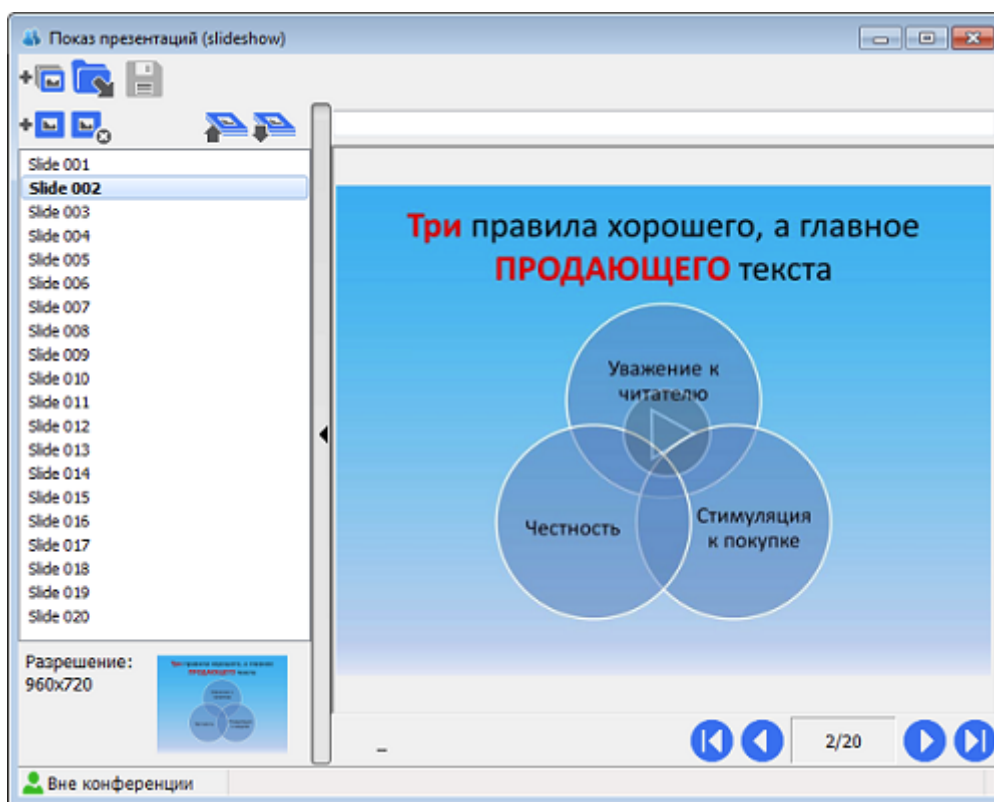 Показ презентаций (slideshow)
Slide 001
Slide 002
Slide 003
Slide 004
Slide 005
Slide 006
Slide 007
Slide 008
Slide 009
Slide 010
Slide 011
Slide 012
Slide 013
Slide 014
Slide 015
Slide 016
Slide 017
Slide 018
Slide 019
Slide 020
Разрешение:
960x720
Три правила хорошего, а главное
ПРОДАЮЩЕГО текста
Уважение к
читателю
Честность
Стимуляция
к покупке
2/20
Вне конференции